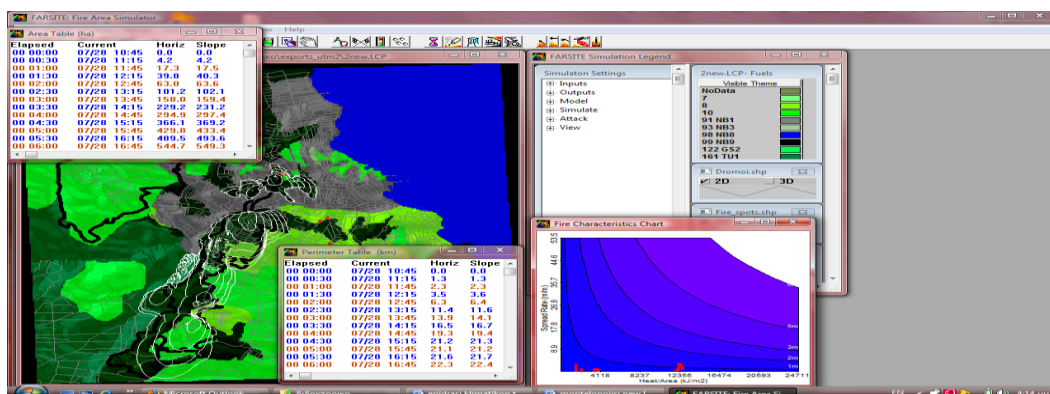 FARSITE: Fire Area Simulator
Help
Area Table (ha)
Elapsed Current Horiz Slope
00 00:00 07/28 10:45 0.0 0.0
00 00:30 07/28 11:15 4.2 4.2
00 01:00 07/28 11:45 17.3 17.5
00 01:30 07/28 12:15 39.8 40.3
00 02:00 07/28 12:45 63.0 63.6
00 02:30 07/28 13:15 101.2 102.1
00 03:00 07/28 13:45 158.0 159.4
00 03:30 07/28 14:15 229.2 231.2
00 04:00 07/28 14:45 294.9 297.4
00 04:30 07/28 15:15 366.1 369.2
00 05:00 07/28 15:45 429.8 433.4
00 05:30 07/28 16:15 489.5 493.6
00 06:00 07/28 16:45 544.7 549.3
exports_utm2\2new.LCP
Perimeter Table (km)
Elapsed Current Horiz Slope
00 00:00 07/28 10:45 0.0 0.0
00 00:30 07/28 11:15 1.3 1.3
00 01:00 07/28 11:45 2.3 2.3
00 01:30 07/28 12:15 3.5 3.6
00 02:00 07/28 12:45 6.3 6.4
00 02:30 07/28 13:15 11.4 11.6
00 03:00 07/28 13:45 13.9 14.1
00 03:30 07/28 14:15 16.5 16.7
00 04:00 07/28 14:45 19.3 19.4
00 04:30 07/28 15:15 21.2 21.3
00 05:00 07/28 15:45 21.1 21.2
00 05:30 07/28 16:15 21.6 21.7
00 06:00 07/28 16:45 22.3 22.4
FARSITE Simulation Legend
Simulaton Settings
Inputs
Outputs
Model
Simulate
Attack
View
2new.LCP- Fuels
Visible Theme
NoData
7
8
10
91 NB1
93 NB3
98 NB8
99 NB9
122 GS2
161 TU1
Dromoi.shp
2D 3D
Fire_spots.shp
Fire Characteristics Chart
Spread Rate (m/m)
53.5
44.6
35.7
26.8
17.8
8.9
5m
3m
2m
1m
4118 8237 12355 16474 20593 24711
Heat/Area (kJ/m2)
Microsoft Outlook
FARSITE: Fire Area Si
EN
4:14 μμ